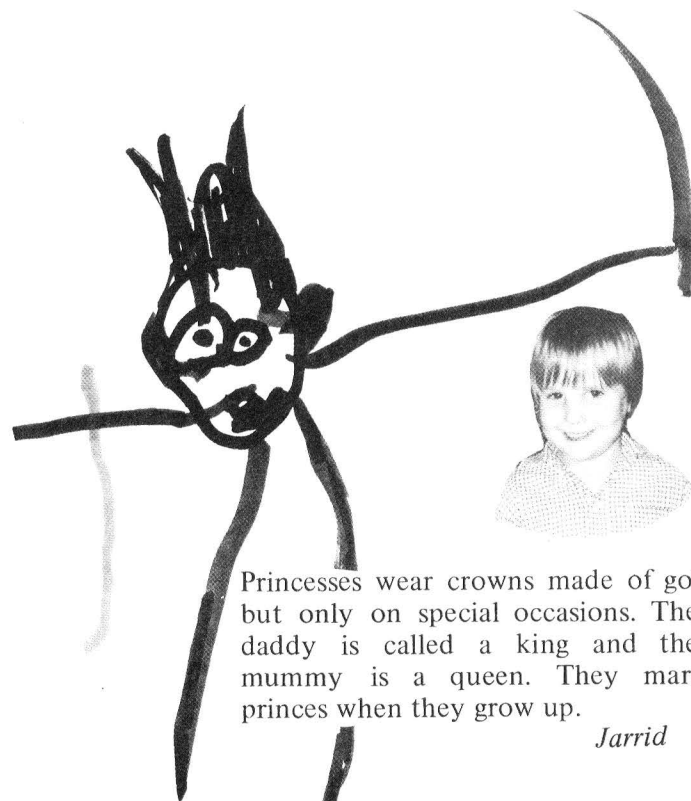 Princesses wear crowns made of go
but only on special occasions. The
daddy is called a king and the
mummy is a queen. They mar
princes when they grow up.
Jarrid